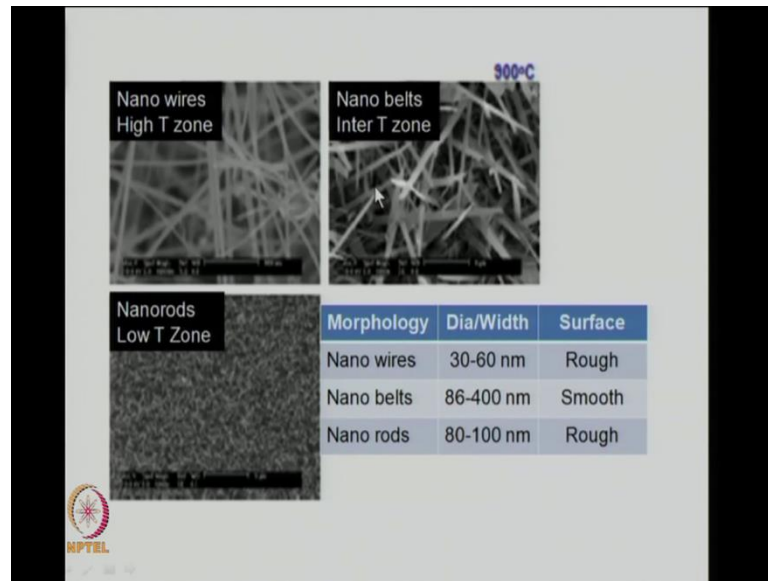 900°C
Nano wires
High T zone
Nano belts
Inter T zone
Nanorods
Low T Zone
Morphology Dia/Width Surface
Nano wires 30-60 nm Rough
Nano belts 86-400 nm Smooth
Nano rods 80-100 nm Rough
NPTEL